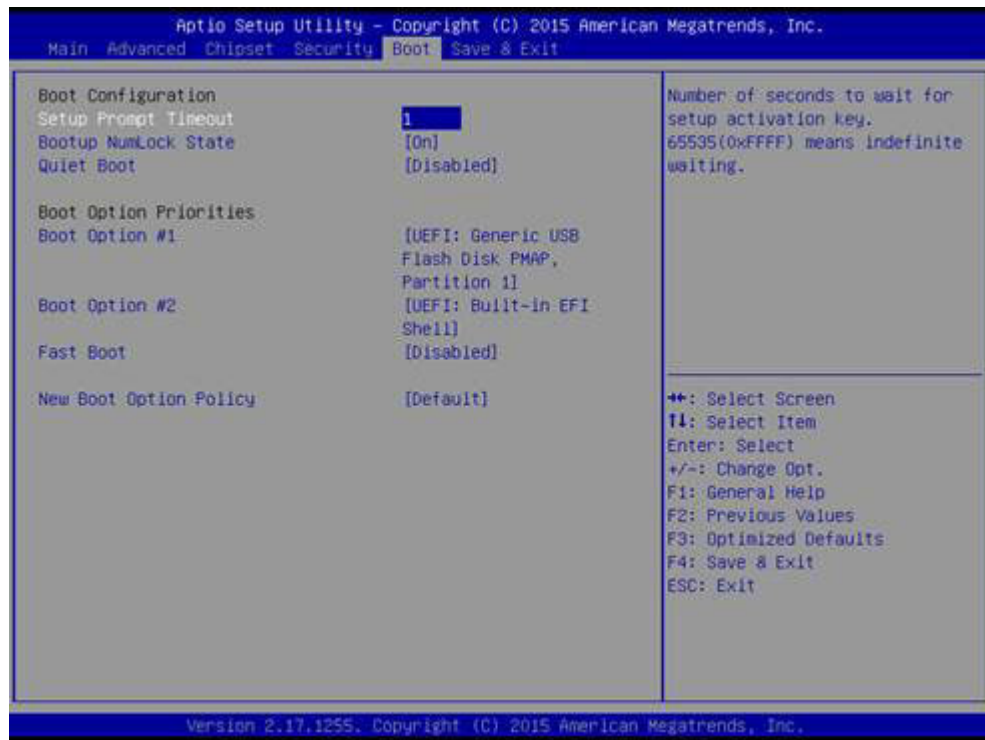 Aptio Setup Utility – Copyright (C) 2015 American Megatrends, Inc.
Main Advanced Chipset Security Boot Save & Exit
Boot Configuration
Setup Prompt Timeout 1
Bootup NumLock State [On]
Quiet Boot [Disabled]
Boot Option Priorities
Boot Option #1 [UEFI: Generic USB
Flash Disk PMAP,
Partition 1]
Boot Option #2 [UEFI: Built-in EFI
Shell]
Fast Boot [Disabled]
New Boot Option Policy [Default]
Number of seconds to wait for
setup activation key.
65535(0xFFFF) means indefinite
waiting.
→←: Select Screen
↑↓: Select Item
Enter: Select
+/-: Change Opt.
F1: General Help
F2: Previous Values
F3: Optimized Defaults
F4: Save & Exit
ESC: Exit
Version 2.17.1255. Copyright (C) 2015 American Megatrends, Inc.